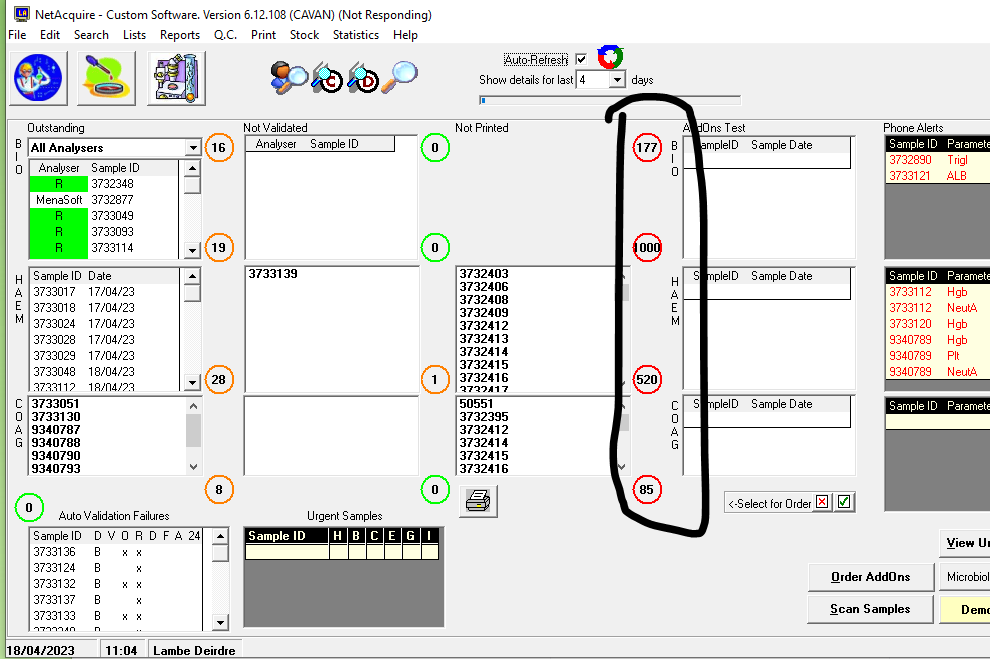 NetAcquire - Custom Software. Version 6.12.108 (CAVAN) (Not Responding)
File Edit Search Lists Reports Q.C. Print Stock Statistics Help
Auto-Refresh
Show details for last 4 days
Outstanding Not Validated Not Printed AddOns Test Phone Alerts
BIO
All Analysers
Analyser Sample ID
R 3732348
MenaSoft 3732877
R 3733049
R 3733093
R 3733114
16
19
Analyser Sample ID
0
0
177
1000
BIO
SampleID Sample Date
Sample ID Paramete
3732890 Trigl
3733121 ALB
HAEM
Sample ID Date
3733017 17/04/23
3733018 17/04/23
3733024 17/04/23
3733028 17/04/23
3733029 17/04/23
3733048 18/04/23
3733112 18/04/23
28
3733139
1
3732403
3732406
3732408
3732409
3732412
3732413
3732414
3732415
3732416
3732417
520
HAEM
SampleID Sample Date
Sample ID Paramete
3733112 Hgb
3733112 NeutA
3733120 Hgb
9340789 Hgb
9340789 Plt
9340789 NeutA
COAG
3733051
3733130
9340787
9340788
9340790
9340793
8
0
50551
3732395
3732412
3732414
3732415
3732416
85
COAG
SampleID Sample Date
Sample ID Paramete
0
<-Select for Order
Auto Validation Failures
Sample ID D V O R D F A 24
3733136 B x x
3733124 B x
3733132 B x x
3733137 B x
3733133 B x x
Urgent Samples
Sample ID H B C E G I
View Ur
Order AddOns
Microbiol
Scan Samples
Demo
18/04/2023 11:04 Lambe Deirdre